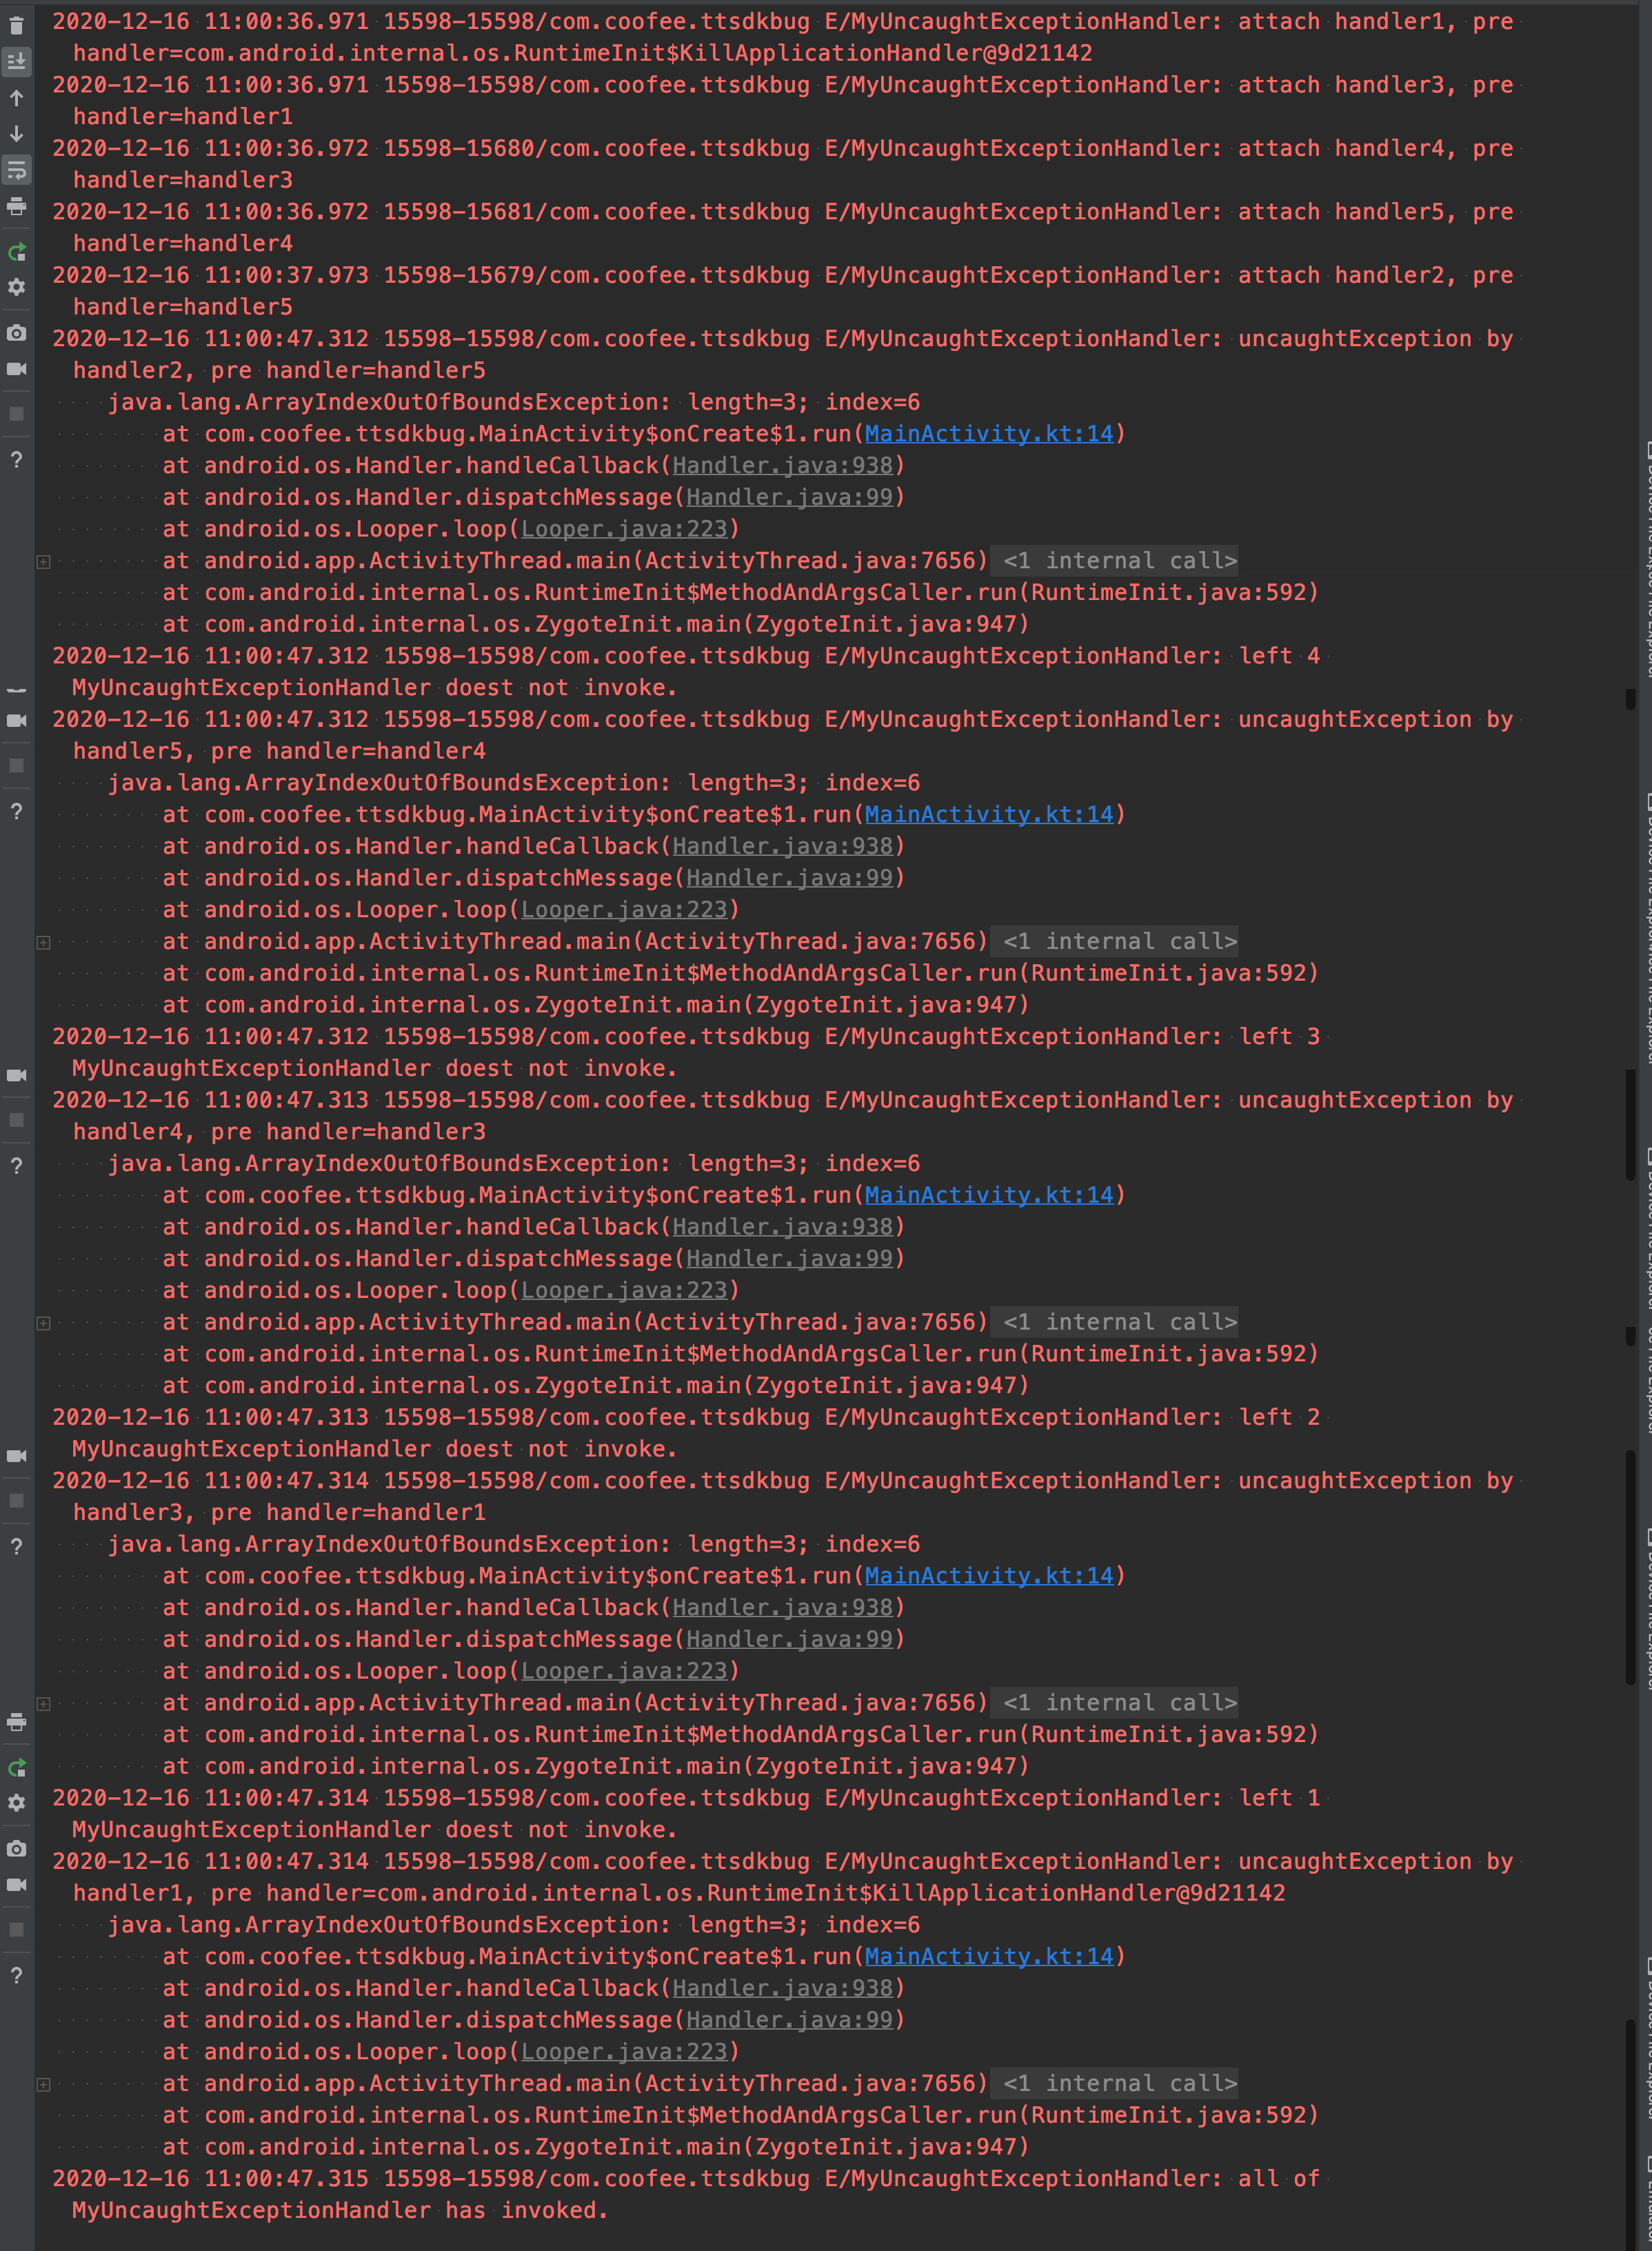 2020-12-16 11:00:36.971 15598-15598/com.coofee.ttsdkbug E/MyUncaughtExceptionHandler: attach handler1, pre
handler=com.android.internal.os.RuntimeInit$KillApplicationHandler@9d21142
2020-12-16 11:00:36.971 15598-15598/com.coofee.ttsdkbug E/MyUncaughtExceptionHandler: attach handler3, pre
handler=handler1
2020-12-16 11:00:36.972 15598-15680/com.coofee.ttsdkbug E/MyUncaughtExceptionHandler: attach handler4, pre
handler=handler3
2020-12-16 11:00:36.972 15598-15681/com.coofee.ttsdkbug E/MyUncaughtExceptionHandler: attach handler5, pre
handler=handler4
2020-12-16 11:00:37.973 15598-15679/com.coofee.ttsdkbug E/MyUncaughtExceptionHandler: attach handler2, pre
handler=handler5
2020-12-16 11:00:47.312 15598-15598/com.coofee.ttsdkbug E/MyUncaughtExceptionHandler: uncaughtException by
handler2, pre handler=handler5
java.lang.ArrayIndexOutOfBoundsException: length=3; index=6
at com.coofee.ttsdkbug.MainActivity$onCreate$1.run(MainActivity.kt:14)
at android.os.Handler.handleCallback(Handler.java:938)
at android.os.Handler.dispatchMessage(Handler.java:99)
at android.os.Looper.loop(Looper.java:223)
at android.app.ActivityThread.main(ActivityThread.java:7656) <1 internal call>
at com.android.internal.os.RuntimeInit$MethodAndArgsCaller.run(RuntimeInit.java:592)
at com.android.internal.os.ZygoteInit.main(ZygoteInit.java:947)
2020-12-16 11:00:47.312 15598-15598/com.coofee.ttsdkbug E/MyUncaughtExceptionHandler: left 4
MyUncaughtExceptionHandler doest not invoke.
2020-12-16 11:00:47.312 15598-15598/com.coofee.ttsdkbug E/MyUncaughtExceptionHandler: uncaughtException by
handler5, pre handler=handler4
java.lang.ArrayIndexOutOfBoundsException: length=3; index=6
at com.coofee.ttsdkbug.MainActivity$onCreate$1.run(MainActivity.kt:14)
at android.os.Handler.handleCallback(Handler.java:938)
at android.os.Handler.dispatchMessage(Handler.java:99)
at android.os.Looper.loop(Looper.java:223)
at android.app.ActivityThread.main(ActivityThread.java:7656) <1 internal call>
at com.android.internal.os.RuntimeInit$MethodAndArgsCaller.run(RuntimeInit.java:592)
at com.android.internal.os.ZygoteInit.main(ZygoteInit.java:947)
2020-12-16 11:00:47.312 15598-15598/com.coofee.ttsdkbug E/MyUncaughtExceptionHandler: left 3
MyUncaughtExceptionHandler doest not invoke.
2020-12-16 11:00:47.313 15598-15598/com.coofee.ttsdkbug E/MyUncaughtExceptionHandler: uncaughtException by
handler4, pre handler=handler3
java.lang.ArrayIndexOutOfBoundsException: length=3; index=6
at com.coofee.ttsdkbug.MainActivity$onCreate$1.run(MainActivity.kt:14)
at android.os.Handler.handleCallback(Handler.java:938)
at android.os.Handler.dispatchMessage(Handler.java:99)
at android.os.Looper.loop(Looper.java:223)
at android.app.ActivityThread.main(ActivityThread.java:7656) <1 internal call>
at com.android.internal.os.RuntimeInit$MethodAndArgsCaller.run(RuntimeInit.java:592)
at com.android.internal.os.ZygoteInit.main(ZygoteInit.java:947)
2020-12-16 11:00:47.313 15598-15598/com.coofee.ttsdkbug E/MyUncaughtExceptionHandler: left 2
MyUncaughtExceptionHandler doest not invoke.
2020-12-16 11:00:47.314 15598-15598/com.coofee.ttsdkbug E/MyUncaughtExceptionHandler: uncaughtException by
handler3, pre handler=handler1
java.lang.ArrayIndexOutOfBoundsException: length=3; index=6
at com.coofee.ttsdkbug.MainActivity$onCreate$1.run(MainActivity.kt:14)
at android.os.Handler.handleCallback(Handler.java:938)
at android.os.Handler.dispatchMessage(Handler.java:99)
at android.os.Looper.loop(Looper.java:223)
at android.app.ActivityThread.main(ActivityThread.java:7656) <1 internal call>
at com.android.internal.os.RuntimeInit$MethodAndArgsCaller.run(RuntimeInit.java:592)
at com.android.internal.os.ZygoteInit.main(ZygoteInit.java:947)
2020-12-16 11:00:47.314 15598-15598/com.coofee.ttsdkbug E/MyUncaughtExceptionHandler: left 1
MyUncaughtExceptionHandler doest not invoke.
2020-12-16 11:00:47.314 15598-15598/com.coofee.ttsdkbug E/MyUncaughtExceptionHandler: uncaughtException by
handler1, pre handler=com.android.internal.os.RuntimeInit$KillApplicationHandler@9d21142
java.lang.ArrayIndexOutOfBoundsException: length=3; index=6
at com.coofee.ttsdkbug.MainActivity$onCreate$1.run(MainActivity.kt:14)
at android.os.Handler.handleCallback(Handler.java:938)
at android.os.Handler.dispatchMessage(Handler.java:99)
at android.os.Looper.loop(Looper.java:223)
at android.app.ActivityThread.main(ActivityThread.java:7656) <1 internal call>
at com.android.internal.os.RuntimeInit$MethodAndArgsCaller.run(RuntimeInit.java:592)
at com.android.internal.os.ZygoteInit.main(ZygoteInit.java:947)
2020-12-16 11:00:47.315 15598-15598/com.coofee.ttsdkbug E/MyUncaughtExceptionHandler: all of
MyUncaughtExceptionHandler has invoked.